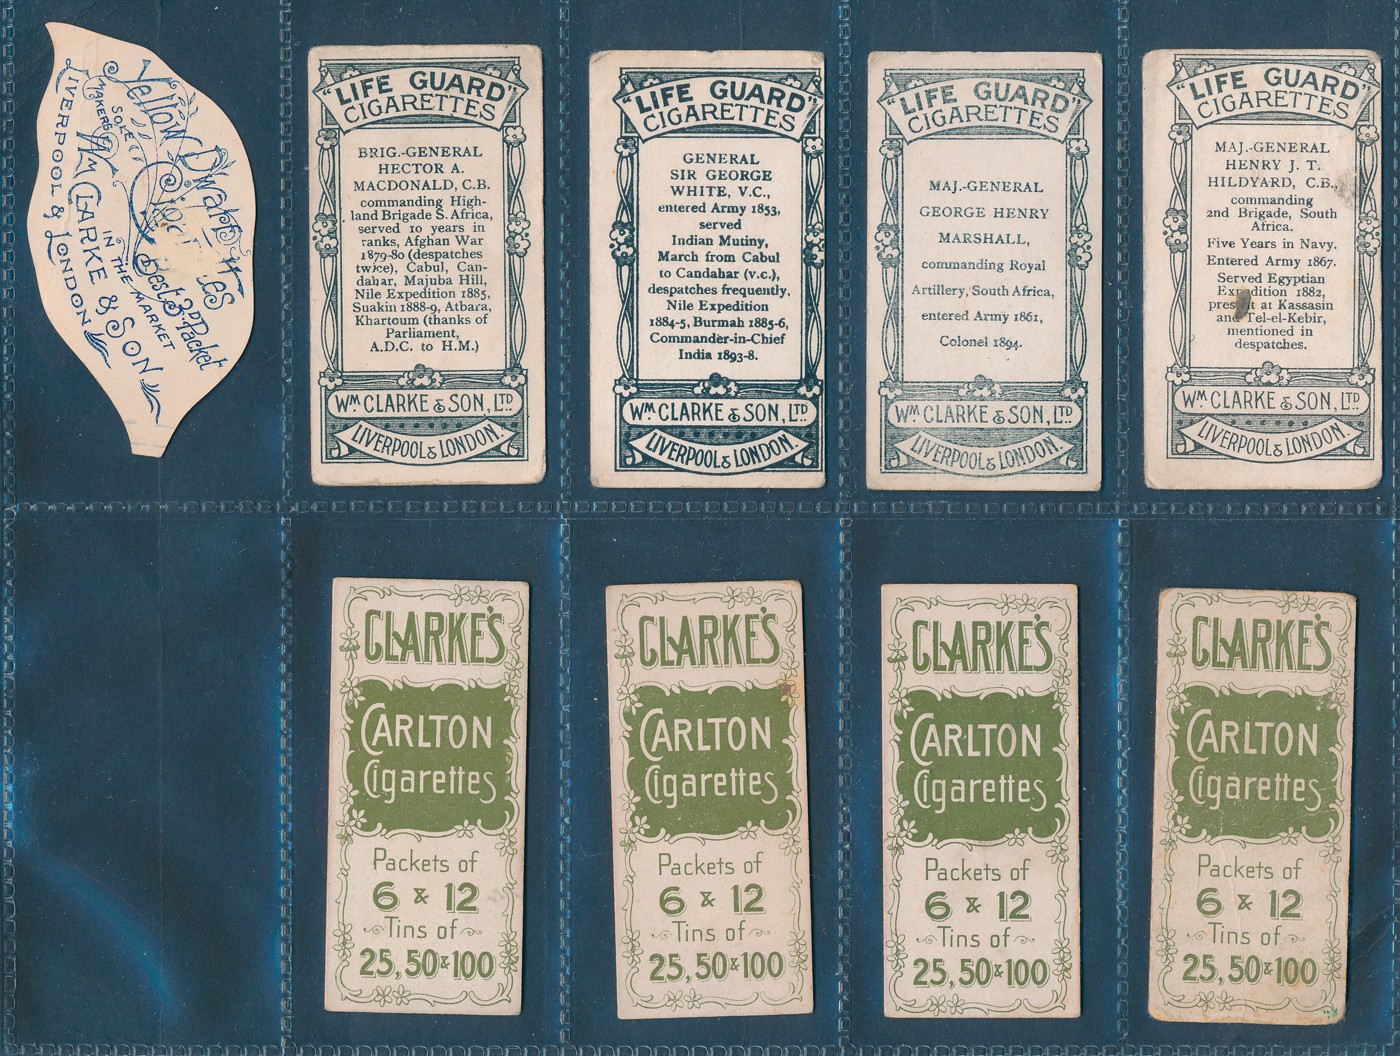 Yellow Dwarf
SOLE
MAKERS
Best 3D Packet
IN
THE MARKET
Wm CLARKE & SON
LIVERPOOL & LONDON
"LIFE GUARD"
CIGARETTES
BRIG.-GENERAL
HECTOR A.
MACDONALD, C.B.
commanding High-
land Brigade S. Africa,
served 10 years in
ranks, Afghan War
1879-80 (despatches
twice), Cabul, Can-
dahar, Majuba Hill,
Nile Expedition 1885,
Suakin 1888-9, Atbara,
Khartoum (thanks of
Parliament,
A.D.C. to H.M.)
WM CLARKE & SON, LTD
LIVERPOOL & LONDON.
"LIFE GUARD"
CIGARETTES
GENERAL
SIR GEORGE
WHITE, V.C.,
entered Army 1853,
served
Indian Mutiny,
March from Cabul
to Candahar (v.c.),
despatches frequently,
Nile Expedition
1884-5, Burmah 1885-6,
Commander-in-Chief
India 1893-8.
WM CLARKE & SON, LTD
LIVERPOOL & LONDON.
"LIFE GUARD"
CIGARETTES
MAJ.-GENERAL
GEORGE HENRY
MARSHALL,
commanding Royal
Artillery, South Africa,
entered Army 1861,
Colonel 1894.
WM CLARKE & SON, LTD
LIVERPOOL & LONDON.
"LIFE GUARD"
CIGARETTES
MAJ.-GENERAL
HENRY J. T.
HILDYARD, C.B.,
commanding
2nd Brigade, South
Africa.
Five Years in Navy.
Entered Army 1867.
Served Egyptian
Expedition 1882,
present at Kassasin
and Tel-el-Kebir,
mentioned in
despatches.
WM CLARKE & SON, LTD
LIVERPOOL & LONDON.
CLARKE'S
CARLTON
Cigarettes
Packets of
6 & 12
Tins of
25, 50 & 100
CLARKE'S
CARLTON
Cigarettes
Packets of
6 & 12
Tins of
25, 50 & 100
CLARKE'S
CARLTON
Cigarettes
Packets of
6 & 12
Tins of
25, 50 & 100
CLARKE'S
CARLTON
Cigarettes
Packets of
6 & 12
Tins of
25, 50 & 100